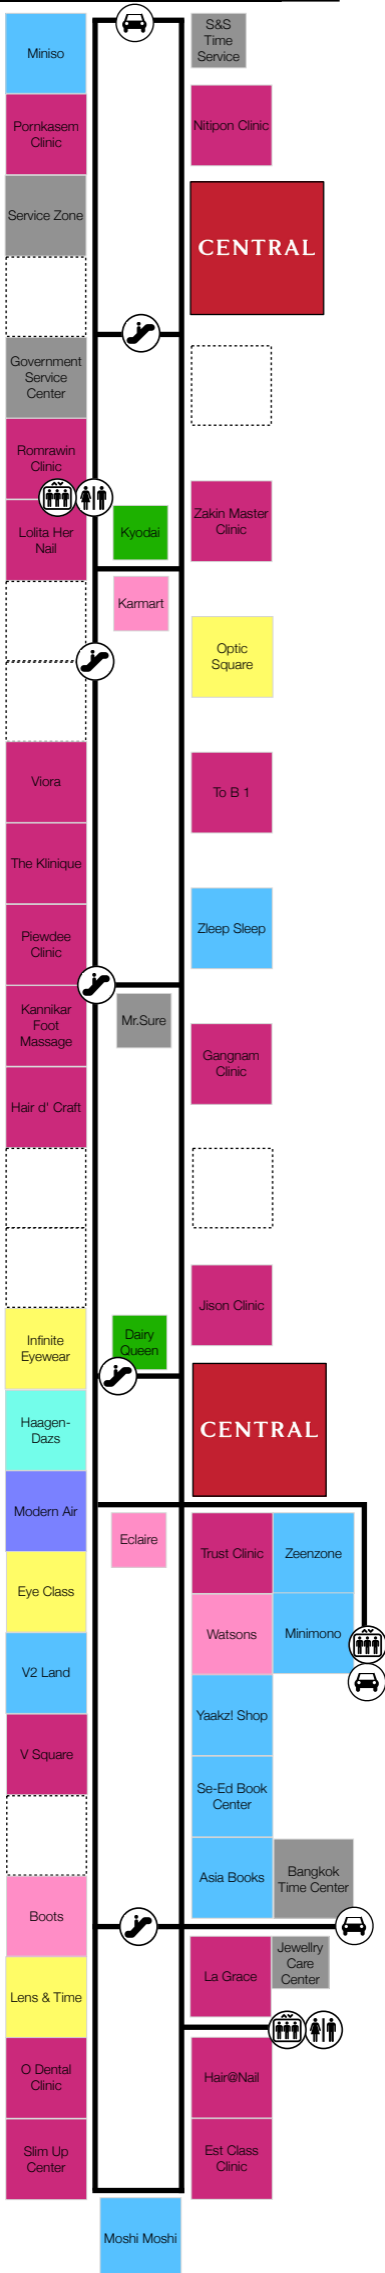 Miniso
S&S
Time
Service
Pornkasem
Clinic
Nitipon Clinic
Service Zone
CENTRAL
Government
Service
Center
Romrawin
Clinic
Lolita Her
Nail
Kyodai
Zakin Master
Clinic
Karmart
Optic
Square
Viora
To B 1
The Klinique
Piewdee
Clinic
Zleep Sleep
Kannikar
Foot
Massage
Mr.Sure
Gangnam
Clinic
Hair d' Craft
Jison Clinic
Infinite
Eyewear
Dairy
Queen
Haagen-
Dazs
CENTRAL
Modern Air
Eclaire
Trust Clinic
Zeenzone
Eye Class
Watsons
Minimono
V2 Land
Yaakz! Shop
V Square
Se-Ed Book
Center
Asia Books
Bangkok
Time Center
Boots
Lens & Time
La Grace
Jewellry
Care
Center
O Dental
Clinic
Hair@Nail
Slim Up
Center
Est Class
Clinic
Moshi Moshi